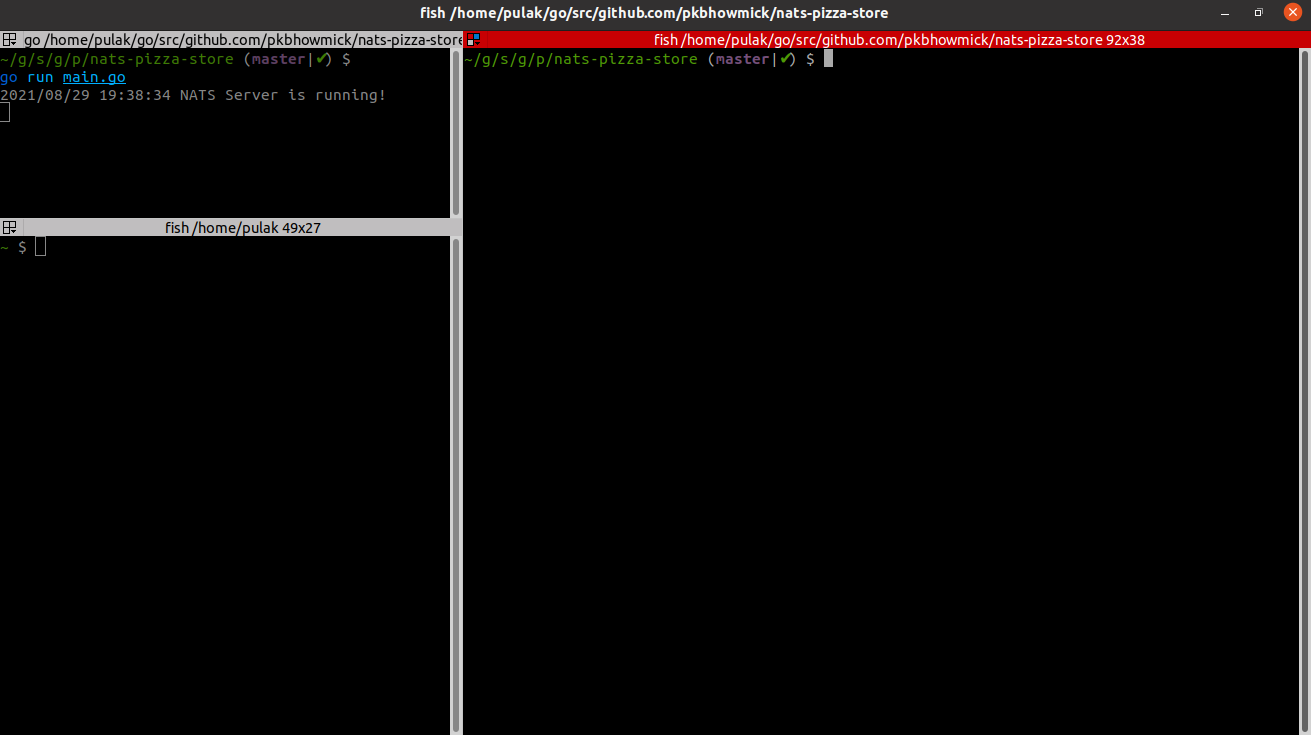 fish /home/pulak/go/src/github.com/pkbhowmick/nats-pizza-store
go /home/pulak/go/src/github.com/pkbhowmick/nats-pizza-store
~/g/s/g/p/nats-pizza-store (master|✔) $
go run main.go
2021/08/29 19:38:34 NATS Server is running!
fish /home/pulak 49x27
~ $
fish /home/pulak/go/src/github.com/pkbhowmick/nats-pizza-store 92x38
~/g/s/g/p/nats-pizza-store (master|✔) $